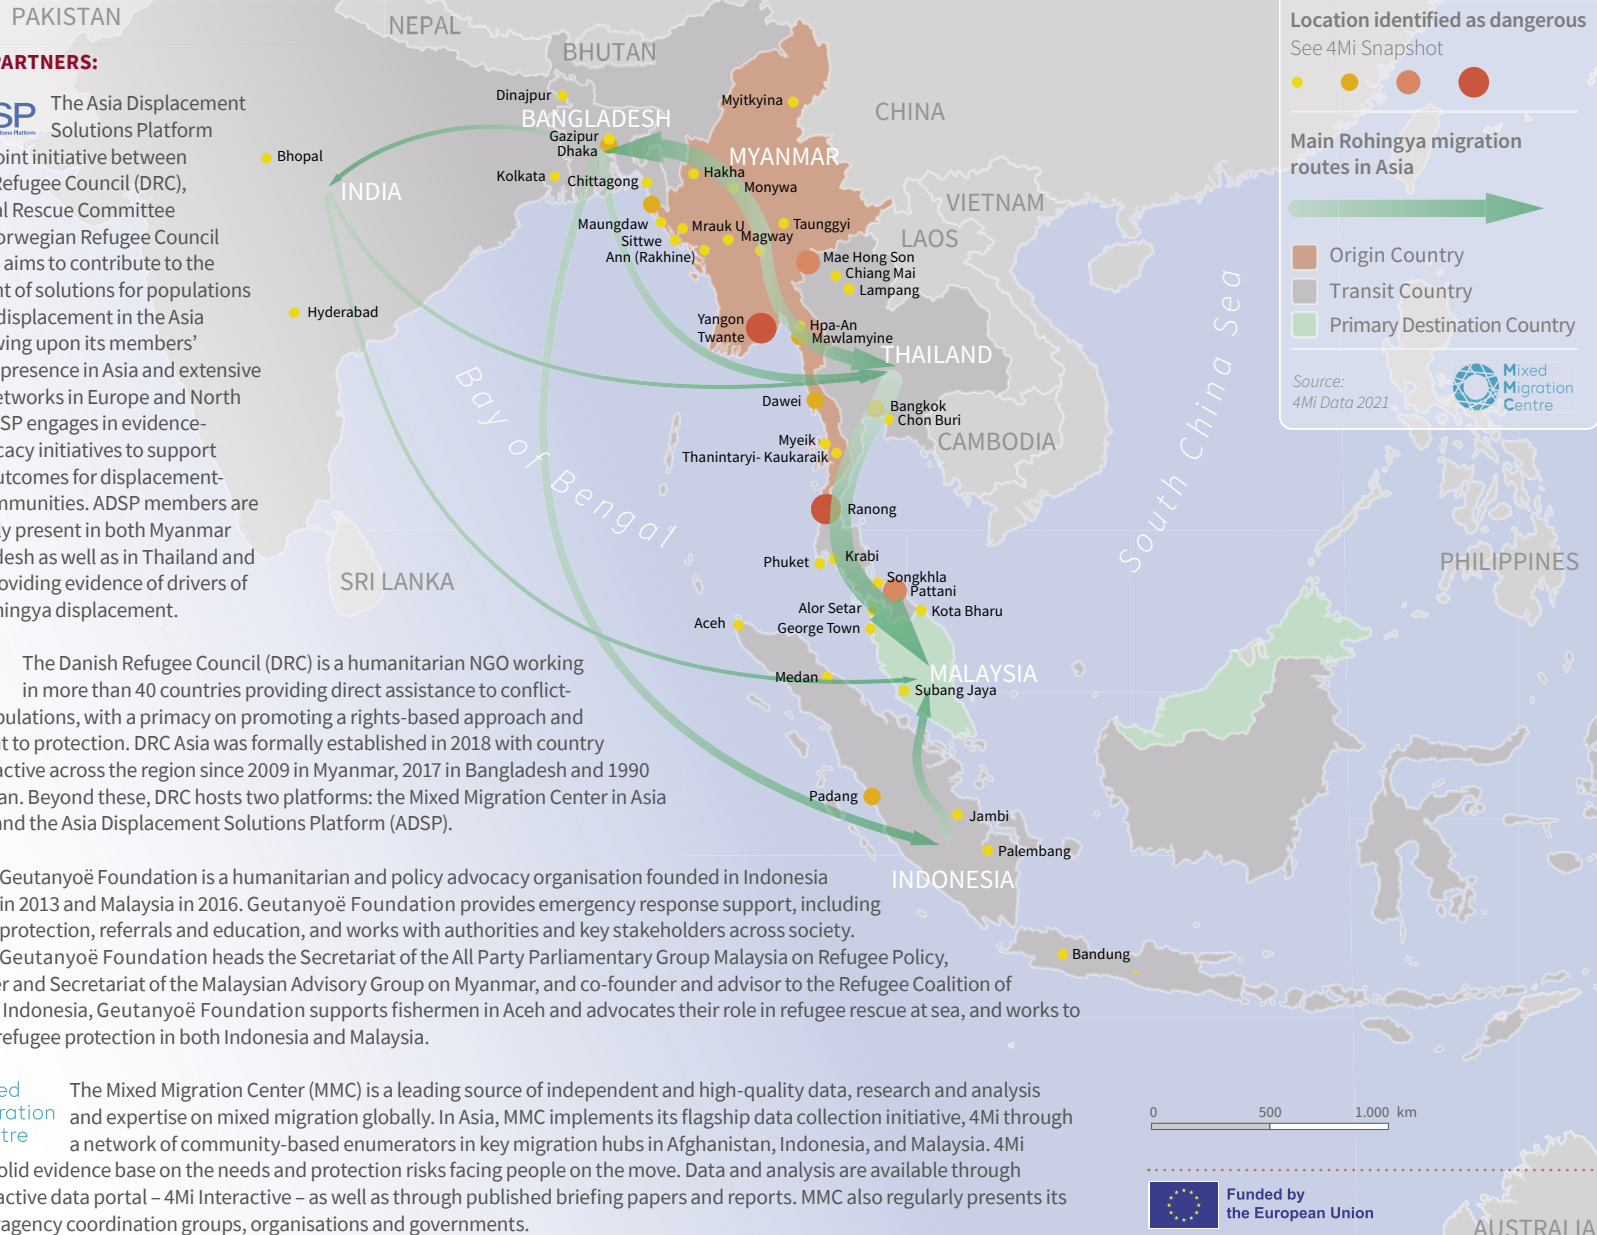 PAKISTAN
NEPAL
BHUTAN
CHINA
BANGLADESH
MYANMAR
INDIA
VIETNAM
LAOS
THAILAND
CAMBODIA
SRI LANKA
PHILIPPINES
MALAYSIA
INDONESIA
AUSTRALIA
Bay of Bengal
South China Sea
Dinajpur
Myitkyina
Gazipur
Dhaka
Bhopal
Kolkata
Chittagong
Hakha
Monywa
Maungdaw
Mrauk U
Taunggyi
Sittwe
Magway
Ann (Rakhine)
Mae Hong Son
Chiang Mai
Lampang
Hyderabad
Yangon
Twante
Hpa-An
Mawlamyine
Dawei
Bangkok
Chon Buri
Myeik
Thanintaryi- Kaukaraik
Ranong
Phuket
Krabi
Songkhla
Pattani
Alor Setar
Kota Bharu
George Town
Aceh
Medan
Subang Jaya
Padang
Jambi
Palembang
Bandung
Location identified as dangerous
See 4Mi Snapshot
Main Rohingya migration
routes in Asia
Origin Country
Transit Country
Primary Destination Country
Source:
4Mi Data 2021
Mixed
Migration
Centre
PARTNERS:
SP
The Asia Displacement
Solutions Platform
oint initiative between
Refugee Council (DRC),
al Rescue Committee
orwegian Refugee Council
aims to contribute to the
nt of solutions for populations
displacement in the Asia
wing upon its members’
presence in Asia and extensive
etworks in Europe and North
SP engages in evidence-
cacy initiatives to support
utcomes for displacement-
mmunities. ADSP members are
ly present in both Myanmar
desh as well as in Thailand and
roviding evidence of drivers of
hingya displacement.
The Danish Refugee Council (DRC) is a humanitarian NGO working
in more than 40 countries providing direct assistance to conflict-
pulations, with a primacy on promoting a rights-based approach and
t to protection. DRC Asia was formally established in 2018 with country
active across the region since 2009 in Myanmar, 2017 in Bangladesh and 1990
an. Beyond these, DRC hosts two platforms: the Mixed Migration Center in Asia
and the Asia Displacement Solutions Platform (ADSP).
Geutanyoë Foundation is a humanitarian and policy advocacy organisation founded in Indonesia
in 2013 and Malaysia in 2016. Geutanyoë Foundation provides emergency response support, including
protection, referrals and education, and works with authorities and key stakeholders across society.
Geutanyoë Foundation heads the Secretariat of the All Party Parliamentary Group Malaysia on Refugee Policy,
er and Secretariat of the Malaysian Advisory Group on Myanmar, and co-founder and advisor to the Refugee Coalition of
Indonesia, Geutanyoë Foundation supports fishermen in Aceh and advocates their role in refugee rescue at sea, and works to
refugee protection in both Indonesia and Malaysia.
ed
ration
tre
The Mixed Migration Center (MMC) is a leading source of independent and high-quality data, research and analysis
and expertise on mixed migration globally. In Asia, MMC implements its flagship data collection initiative, 4Mi through
a network of community-based enumerators in key migration hubs in Afghanistan, Indonesia, and Malaysia. 4Mi
olid evidence base on the needs and protection risks facing people on the move. Data and analysis are available through
active data portal – 4Mi Interactive – as well as through published briefing papers and reports. MMC also regularly presents its
ragency coordination groups, organisations and governments.
0 500 1.000 km
Funded by
the European Union